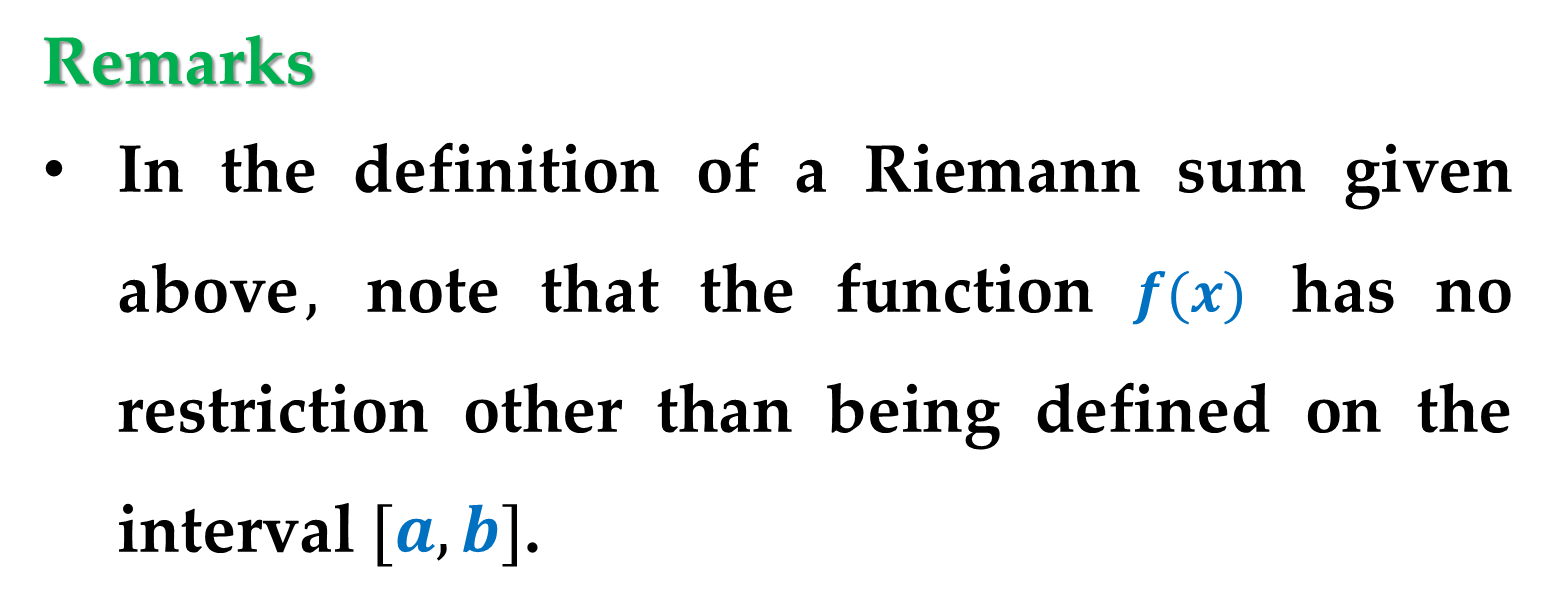 Remarks
• In the definition of a Riemann sum given
above, note that the function f(x) has no
restriction other than being defined on the
interval [a, b].